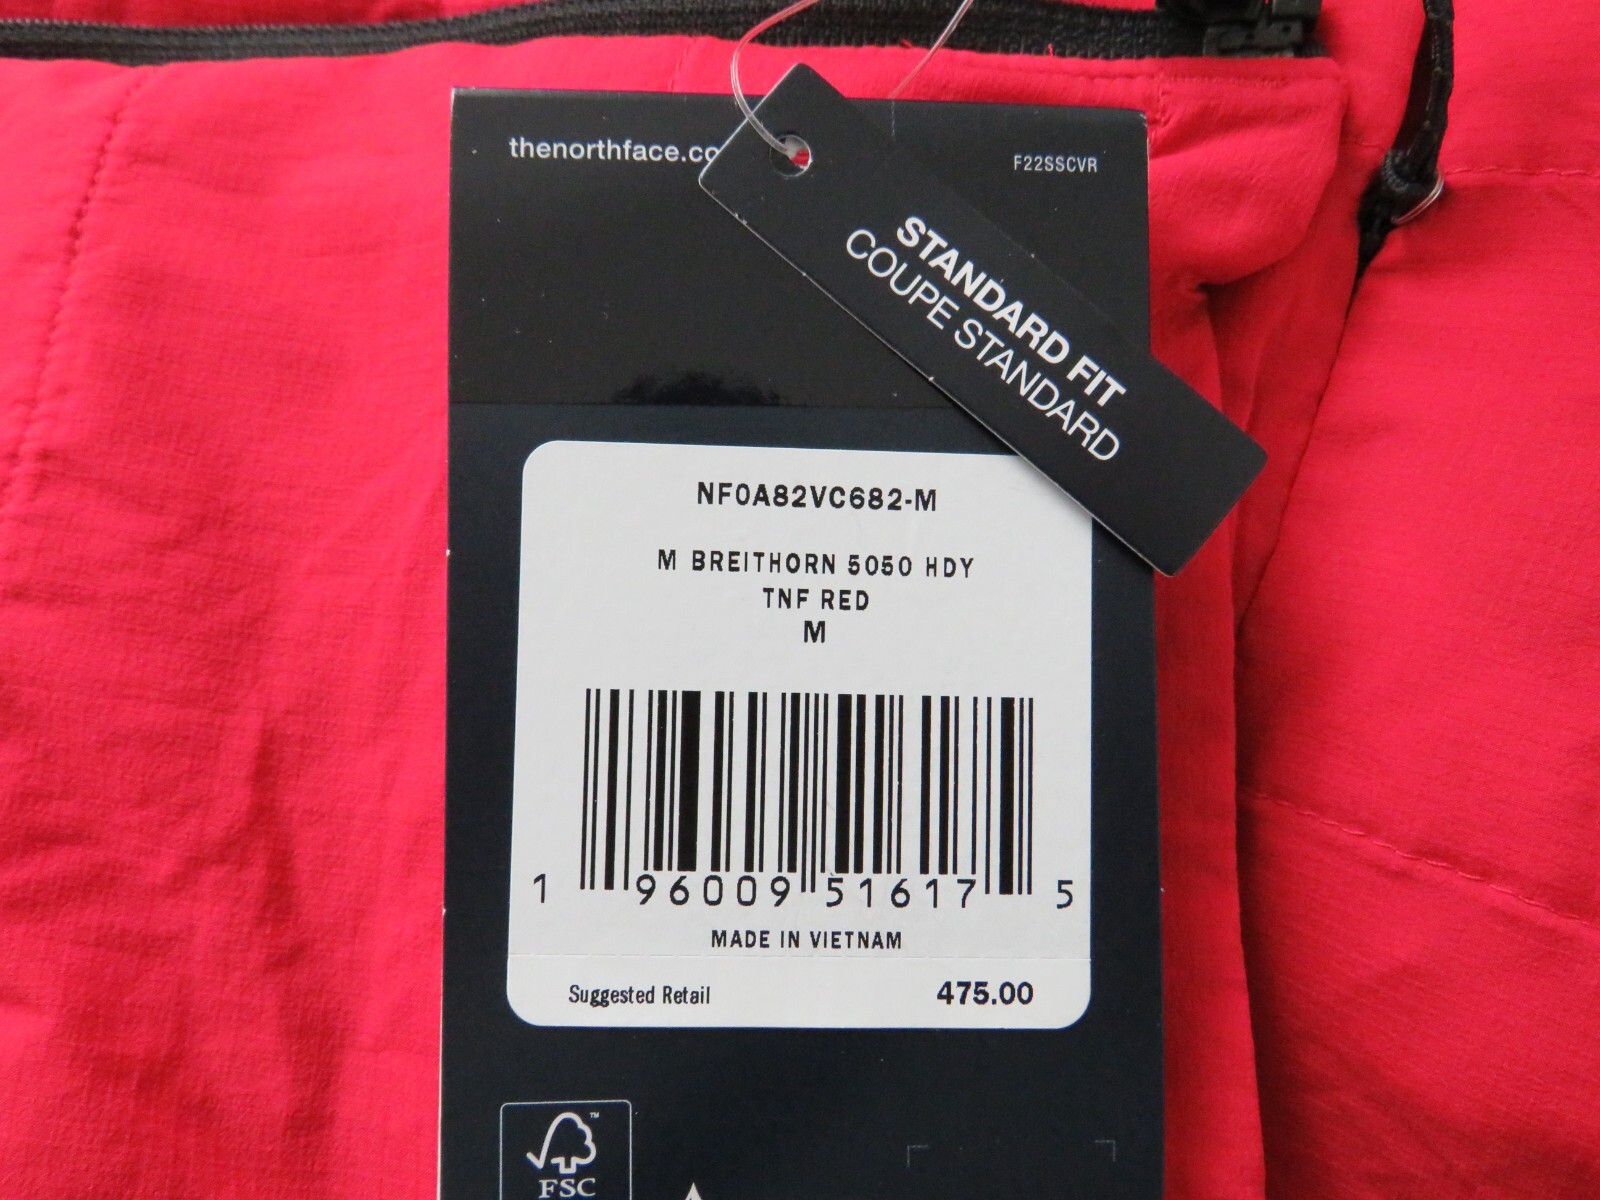 thenorthface.co
F22SSCVR
STANDARD FIT
COUPE STANDARD
NF0A82VC682-M
M BREITHORN 5050 HDY
TNF RED
M
1 96009 51617 5
MADE IN VIETNAM
Suggested Retail 475.00
™
FSC